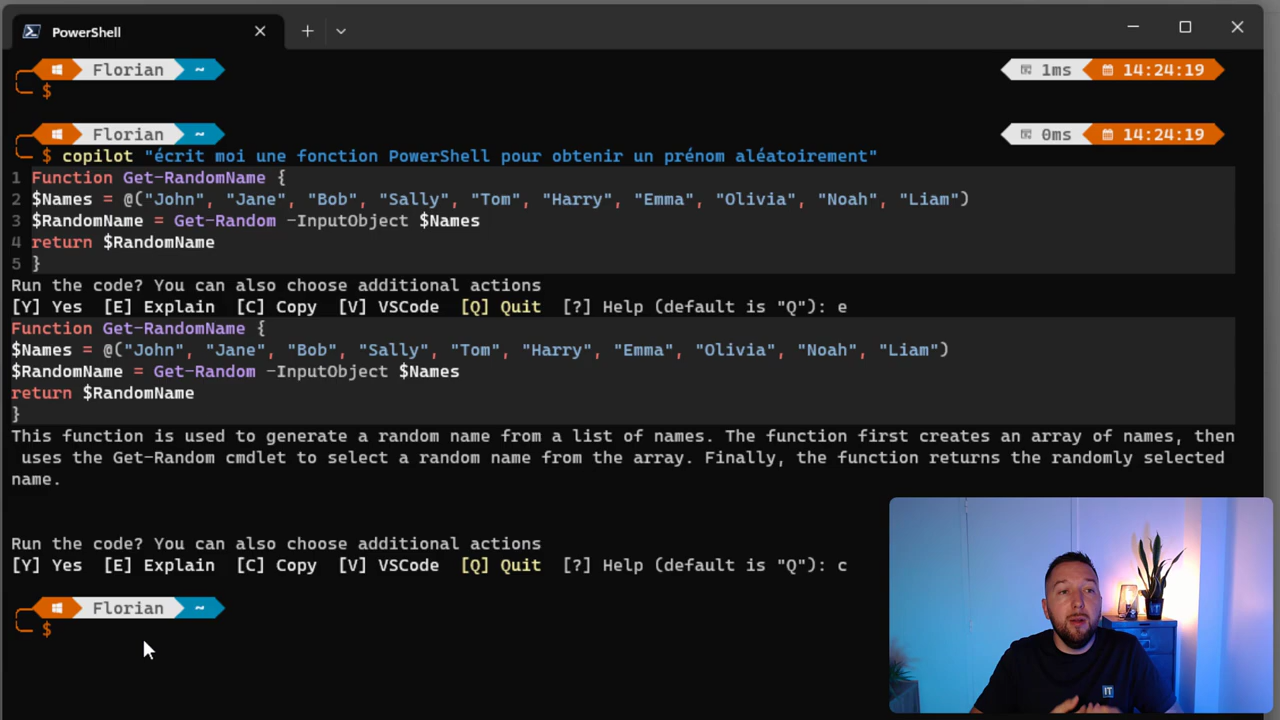 PowerShell
Florian ~ 1ms 14:24:19
$
Florian ~ 0ms 14:24:19
$ copilot "écrit moi une fonction PowerShell pour obtenir un prénom aléatoirement"
1 Function Get-RandomName {
2 $Names = @("John", "Jane", "Bob", "Sally", "Tom", "Harry", "Emma", "Olivia", "Noah", "Liam")
3 $RandomName = Get-Random -InputObject $Names
4 return $RandomName
5 }
Run the code? You can also choose additional actions
[Y] Yes [E] Explain [C] Copy [V] VSCode [Q] Quit [?] Help (default is "Q"): e
Function Get-RandomName {
$Names = @("John", "Jane", "Bob", "Sally", "Tom", "Harry", "Emma", "Olivia", "Noah", "Liam")
$RandomName = Get-Random -InputObject $Names
return $RandomName
}
This function is used to generate a random name from a list of names. The function first creates an array of names, then
uses the Get-Random cmdlet to select a random name from the array. Finally, the function returns the randomly selected
name.
Run the code? You can also choose additional actions
[Y] Yes [E] Explain [C] Copy [V] VSCode [Q] Quit [?] Help (default is "Q"): c
Florian ~
$
IT